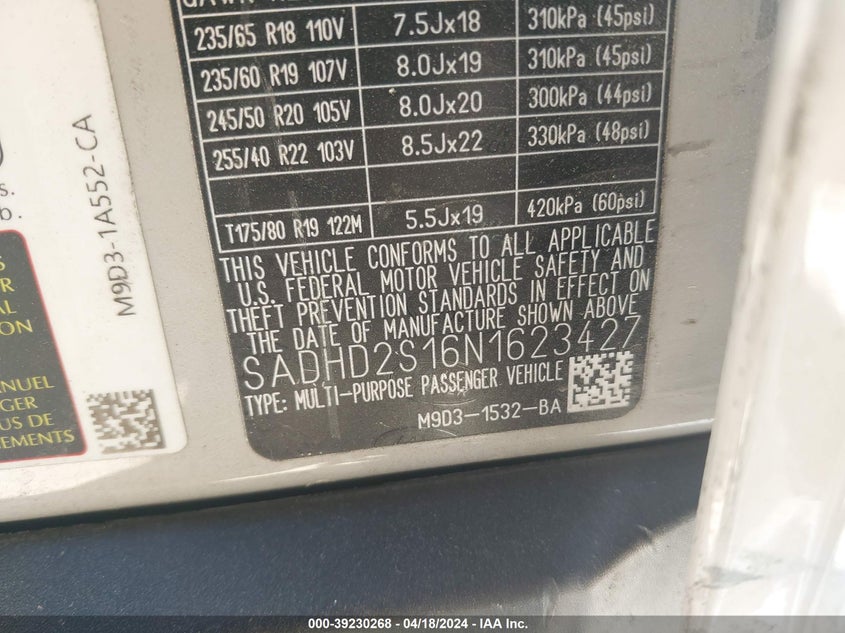 235/65 R18 110V 7.5Jx18 310kPa (45psi)
235/60 R19 107V 8.0Jx19 310kPa (45psi)
245/50 R20 105V 8.0Jx20 300kPa (44psi)
255/40 R22 103V 8.5Jx22 330kPa (48psi)
T175/80 R19 122M 5.5Jx19 420kPa (60psi)
THIS VEHICLE CONFORMS TO ALL APPLICABLE
U.S. FEDERAL MOTOR VEHICLE SAFETY AND
THEFT PREVENTION STANDARDS IN EFFECT ON
THE DATE OF MANUFACTURE SHOWN ABOVE
SADHD2S16N1623427
TYPE: MULTI-PURPOSE PASSENGER VEHICLE
M9D3-1532-BA
M9D3-1A552-CA
MANUEL
US DE
000-39230268 - 04/18/2024 - IAA Inc.